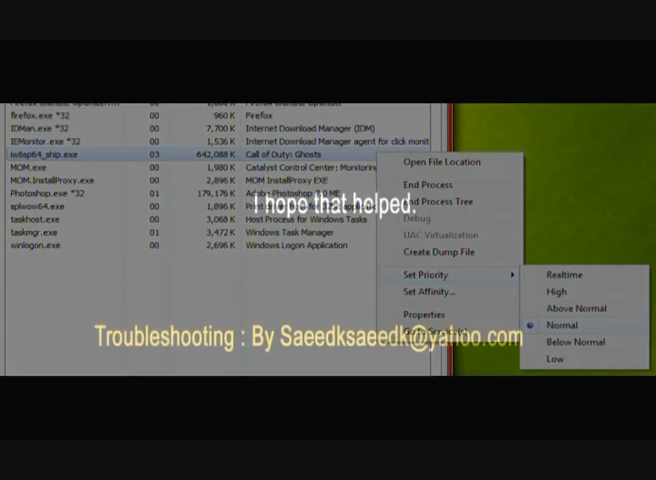 firefox.exe *32 00 960 K Firefox
IDMan.exe *32 00 7,700 K Internet Download Manager (IDM)
IEMonitor.exe *32 00 1,536 K Internet Download Manager agent for click monit
iw6sp64_ship.exe 03 642,088 K Call of Duty: Ghosts
MOM.exe 00 1,980 K Catalyst Control Center: Monitoring
MOM.InstallProxy.exe 00 2,896 K MOM InstallProxy EXE
Photoshop.exe *32 01 179,176 K Adobe Photoshop ME
splwow64.exe 00 1,896 K
taskhost.exe 00 3,068 K Host Process for Windows Tasks
taskmgr.exe 01 3,472 K Windows Task Manager
winlogon.exe 00 2,696 K Windows Logon Application
Open File Location
End Process
End Process Tree
Debug
UAC Virtualization
Create Dump File
Set Priority
Set Affinity...
Properties
Realtime
High
Above Normal
Normal
Below Normal
Low
I hope that helped.
Troubleshooting : By Saeedksaeedk@yahoo.com